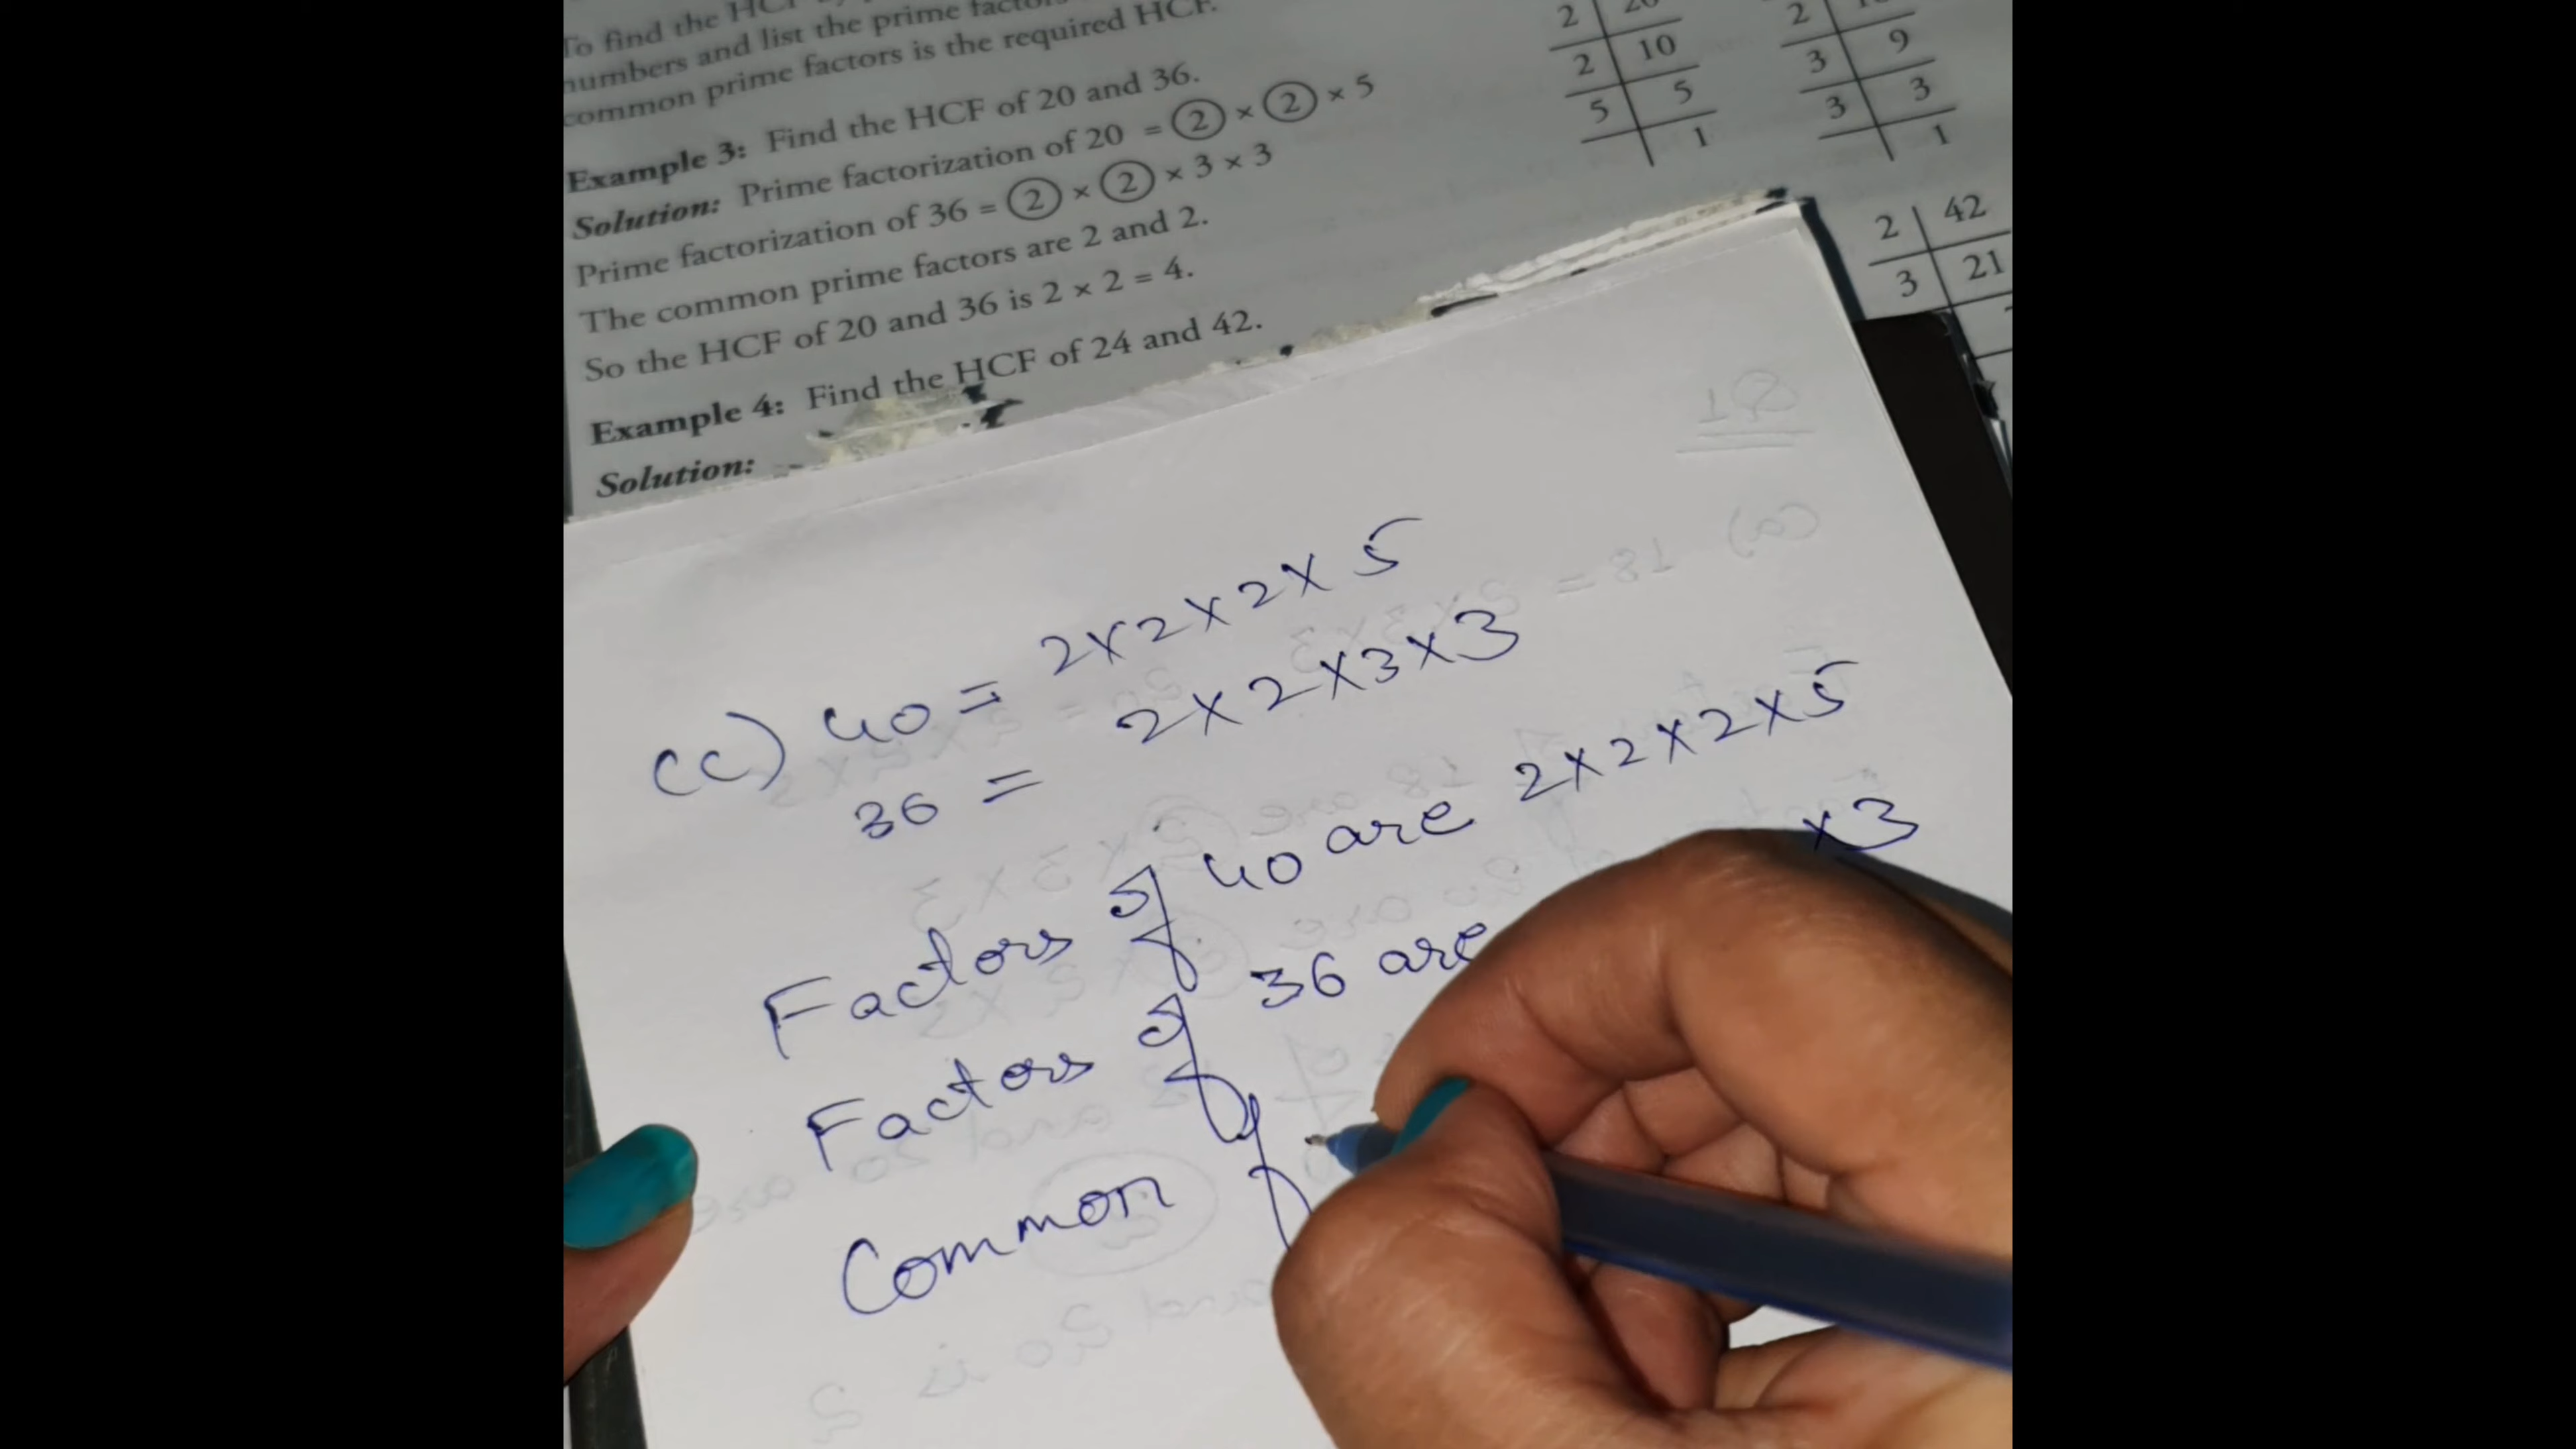 To find the HCF
numbers and list the prime factors
common prime factors is the required HCF.
Example 3: Find the HCF of 20 and 36.
Solution: Prime factorization of 20 = 2 × 2 × 5
Prime factorization of 36 = 2 × 2 × 3 × 3
The common prime factors are 2 and 2.
So the HCF of 20 and 36 is 2 × 2 = 4.
Example 4: Find the HCF of 24 and 42.
Solution:
2 20
2 10
5 5
1
2
3 9
3 3
1
2 42
3 21
(c) 40 = 2×2×2×5
36 = 2×2×3×3
Factors of 40 are 2×2×2×5
Factors of 36 are ×3
Common f